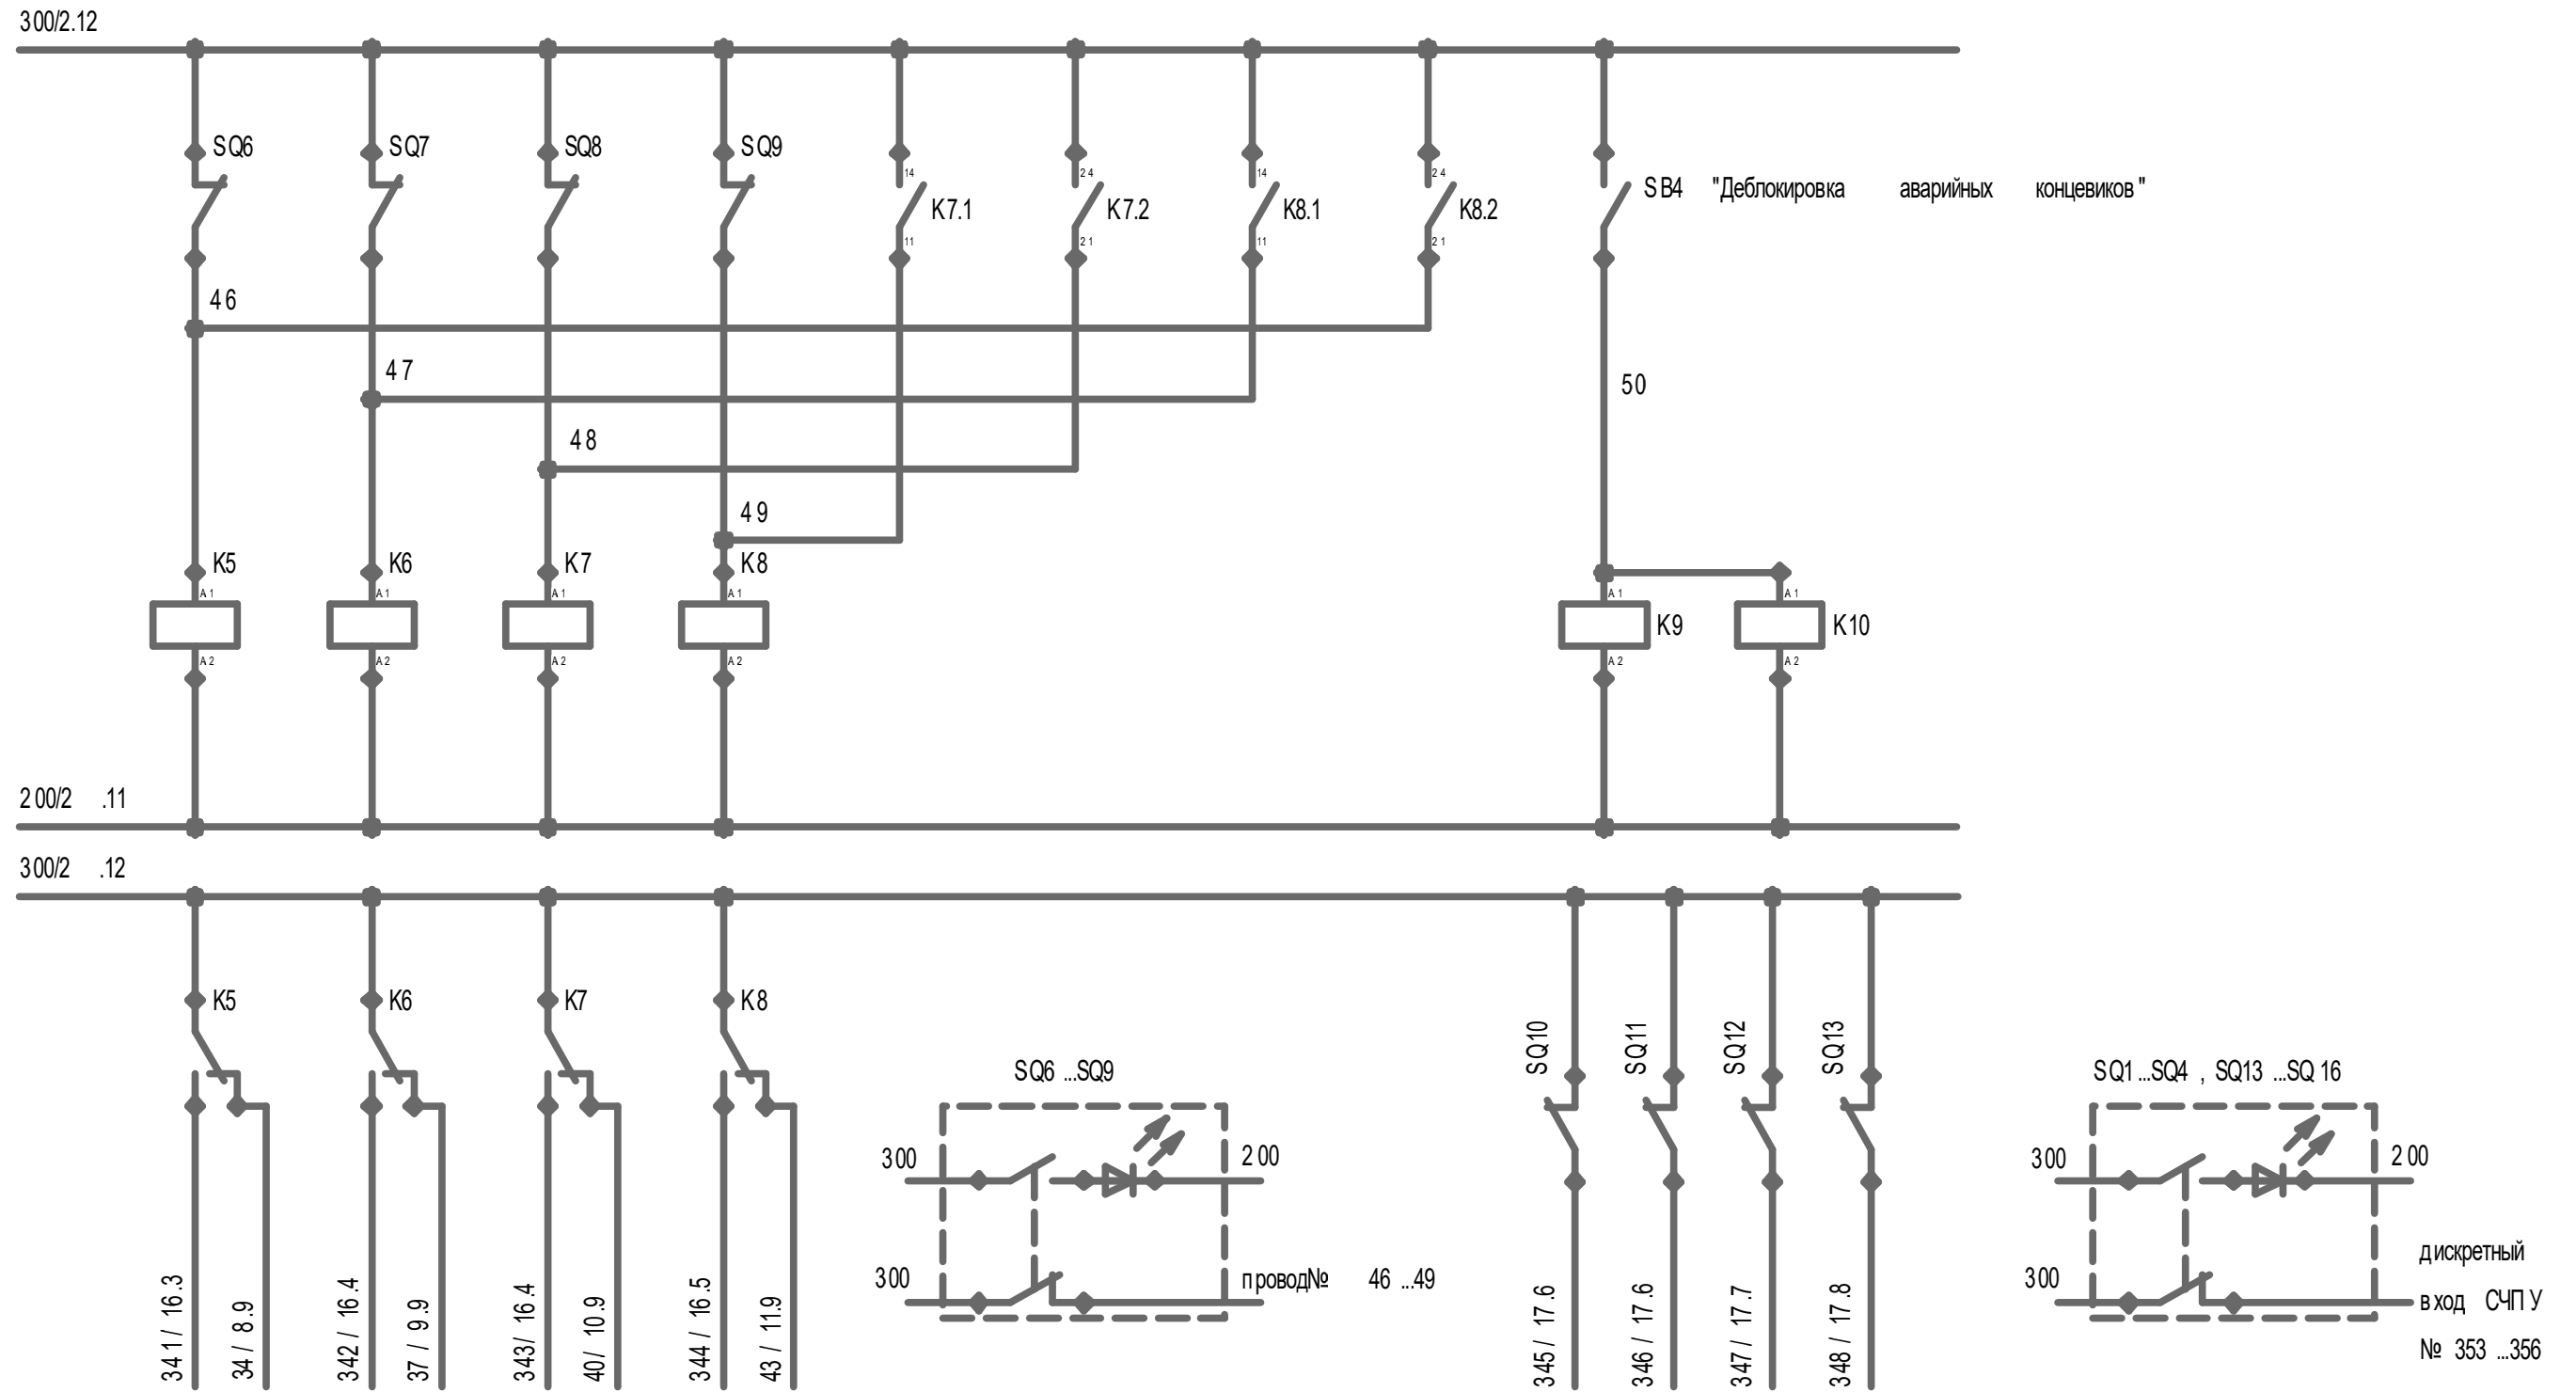 300/2.12
SQ6 SQ7 SQ8 SQ9
14 24 14 24
SB4 "Деблокировка аварийных концевиков"
K7.1 K7.2 K8.1 K8.2
11 21 11 21
46
47
50
48
49
K5 K6 K7 K8
A1 A1 A1 A1 A1 A1
K9 K10
A2 A2 A2 A2 A2 A2
200/2 .11
300/2 .12
K5 K6 K7 K8
SQ10 SQ11 SQ12 SQ13
SQ6 ...SQ9
SQ1 ...SQ4 , SQ13 ...SQ 16
300 200
300 200
300 провод№ 46 ...49
300 дискретный
вход СЧПУ
№ 353 ...356
341 / 16.3
34 / 8.9
342 / 16.4
37 / 9.9
343 / 16.4
40 / 10.9
344 / 16.5
43 / 11.9
345 / 17.6
346 / 17.6
347 / 17.7
348 / 17.8